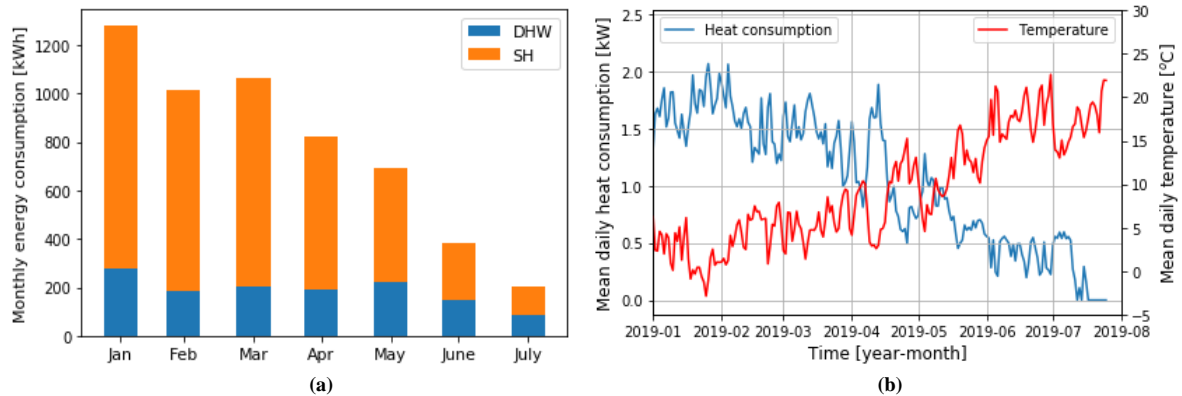 Monthly energy consumption [kWh]
1200
1000
800
600
400
200
0
DHW
SH
Jan Feb Mar Apr May June July
(a)
Mean daily heat consumption [kW]
2.5
2.0
1.5
1.0
0.5
0.0
Heat consumption
Temperature
30
25
20
15
10
5
0
−5
Mean daily temperature [°C]
2019-01 2019-02 2019-03 2019-04 2019-05 2019-06 2019-07 2019-08
Time [year-month]
(b)